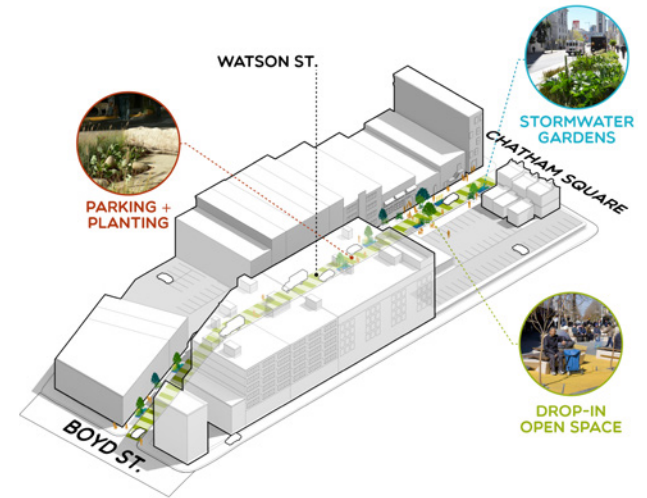 WATSON ST.
STORMWATER
GARDENS
CHATHAM SQUARE
PARKING +
PLANTING
DROP-IN
OPEN SPACE
BOYD ST.